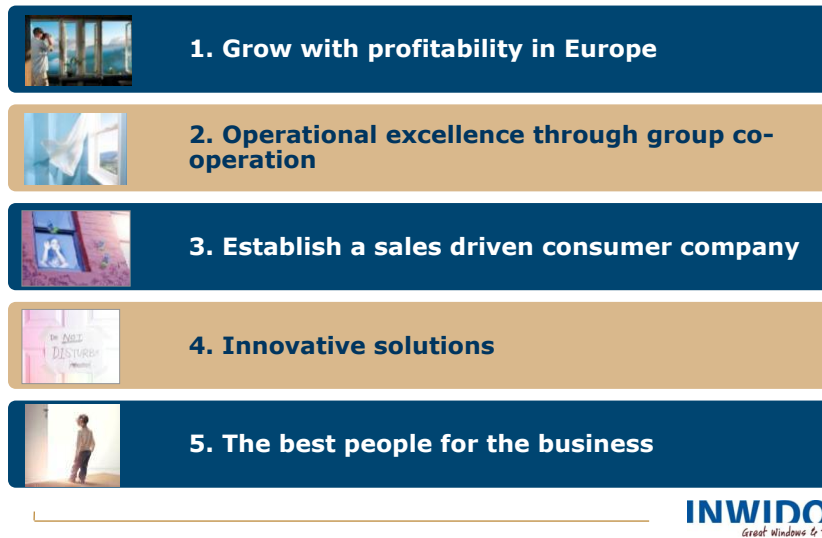 1. Grow with profitability in Europe
2. Operational excellence through group co-
operation
3. Establish a sales driven consumer company
Do NOT
DISTURB
4. Innovative solutions
5. The best people for the business
INWIDO
Great Windows &